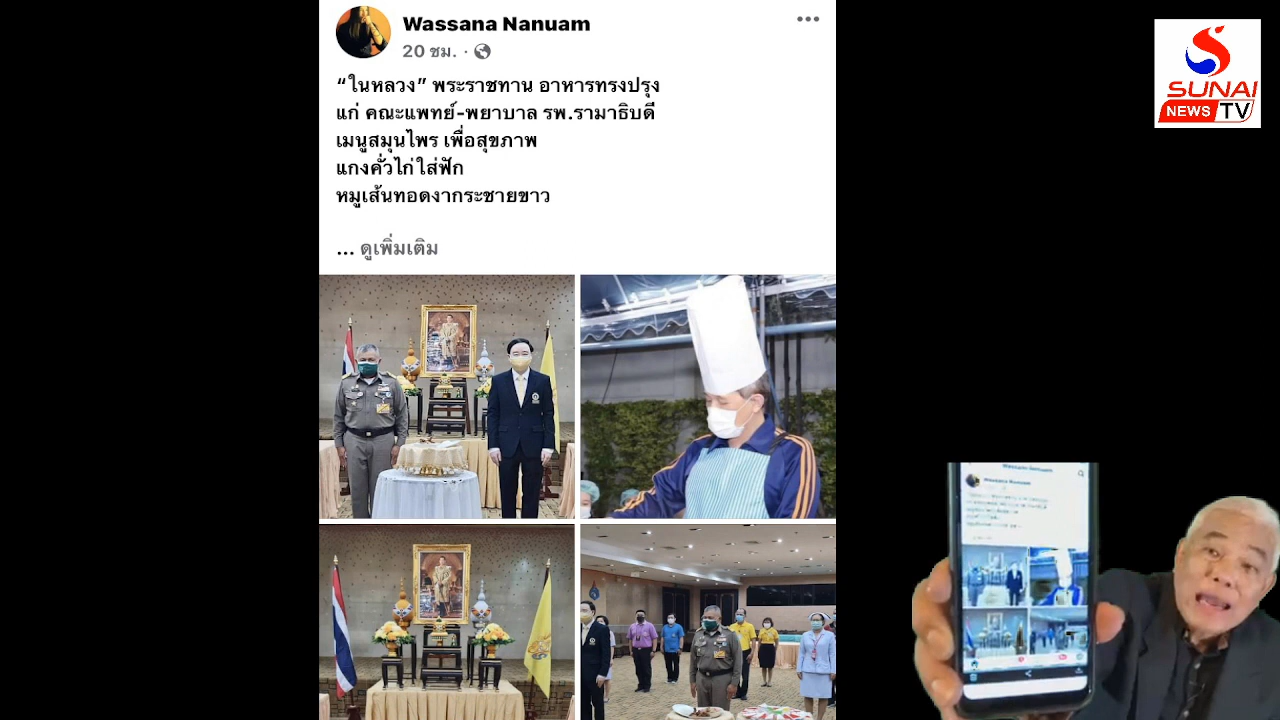 Wassana Nanuam
20 ชม. ·
“ในหลวง” พระราชทาน อาหารทรงปรุง
แก่ คณะแพทย์-พยาบาล รพ.รามาธิบดี
เมนูสมุนไพร เพื่อสุขภาพ
แกงคั่วไก่ใส่ฟัก
หมูเส้นทอดงากระชายขาว
... ดูเพิ่มเติม
SUNAI
NEWS TV
Wassana Nanuam
Wassana Nanuam